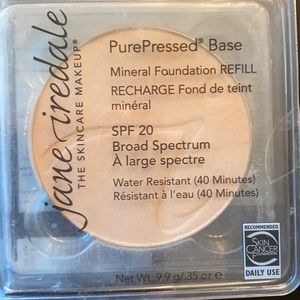 jane iredale®
THE SKINCARE MAKEUP®
PurePressed® Base
Mineral Foundation REFILL
RECHARGE Fond de teint
minéral
SPF 20
Broad Spectrum
À large spectre
Water Resistant (40 Minutes)
Résistant à l'eau (40 Minutes)
RECOMMENDED
SKIN
CANCER
FOUNDATION
DAILY USE
Net Wt. 9.9 g/.35 oz e